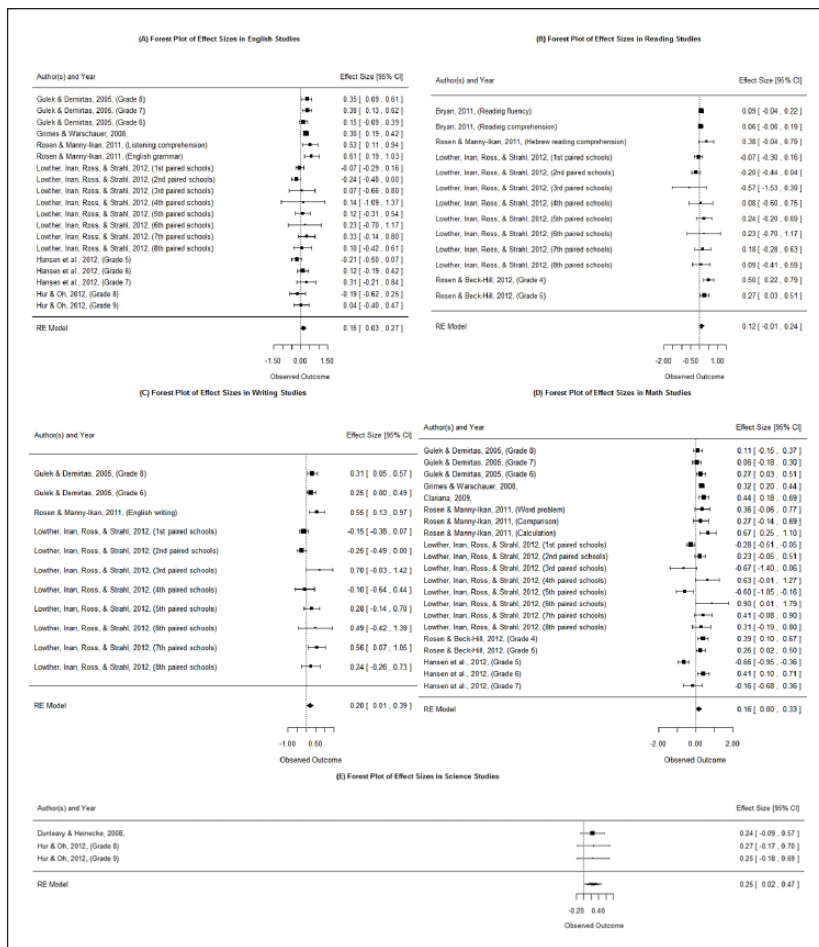 (A) Forest Plot of Effect Sizes in English Studies
Author(s) and Year Effect Size [95% CI]
Gulek & Demirtas, 2005, (Grade 8) 0.35 [ 0.09 , 0.61 ]
Gulek & Demirtas, 2005, (Grade 7) 0.38 [ 0.13 , 0.62 ]
Gulek & Demirtas, 2005, (Grade 6) 0.15 [ -0.09 , 0.39 ]
Grimes & Warschauer, 2008, 0.30 [ 0.19 , 0.42 ]
Rosen & Manny-Ikan, 2011, (Listening comprehension) 0.53 [ 0.11 , 0.94 ]
Rosen & Manny-Ikan, 2011, (English grammar) 0.61 [ 0.19 , 1.03 ]
Lowther, Inan, Ross, & Strahl, 2012, (1st paired schools) -0.07 [ -0.29 , 0.16 ]
Lowther, Inan, Ross, & Strahl, 2012, (2nd paired schools) -0.24 [ -0.48 , 0.00 ]
Lowther, Inan, Ross, & Strahl, 2012, (3rd paired schools) 0.07 [ -0.66 , 0.80 ]
Lowther, Inan, Ross, & Strahl, 2012, (4th paired schools) 0.14 [ -1.09 , 1.37 ]
Lowther, Inan, Ross, & Strahl, 2012, (5th paired schools) 0.12 [ -0.31 , 0.54 ]
Lowther, Inan, Ross, & Strahl, 2012, (6th paired schools) 0.23 [ -0.70 , 1.17 ]
Lowther, Inan, Ross, & Strahl, 2012, (7th paired schools) 0.33 [ -0.14 , 0.80 ]
Lowther, Inan, Ross, & Strahl, 2012, (8th paired schools) 0.10 [ -0.42 , 0.61 ]
Hansen et al., 2012, (Grade 5) -0.21 [ -0.50 , 0.07 ]
Hansen et al., 2012, (Grade 6) 0.12 [ -0.19 , 0.42 ]
Hansen et al., 2012, (Grade 7) 0.31 [ -0.21 , 0.84 ]
Hur & Oh, 2012, (Grade 8) -0.19 [ -0.62 , 0.25 ]
Hur & Oh, 2012, (Grade 9) 0.04 [ -0.40 , 0.47 ]
RE Model 0.15 [ 0.03 , 0.27 ]
-1.50 0.00 1.50
Observed Outcome
(B) Forest Plot of Effect Sizes in Reading Studies
Author(s) and Year Effect Size [95% CI]
Bryan, 2011, (Reading fluency) 0.09 [ -0.04 , 0.22 ]
Bryan, 2011, (Reading comprehension) 0.06 [ -0.06 , 0.19 ]
Rosen & Manny-Ikan, 2011, (Hebrew reading comprehension) 0.38 [ -0.04 , 0.79 ]
Lowther, Inan, Ross, & Strahl, 2012, (1st paired schools) -0.07 [ -0.30 , 0.16 ]
Lowther, Inan, Ross, & Strahl, 2012, (2nd paired schools) -0.20 [ -0.44 , 0.04 ]
Lowther, Inan, Ross, & Strahl, 2012, (3rd paired schools) -0.57 [ -1.53 , 0.39 ]
Lowther, Inan, Ross, & Strahl, 2012, (4th paired schools) 0.08 [ -0.60 , 0.76 ]
Lowther, Inan, Ross, & Strahl, 2012, (5th paired schools) 0.24 [ -0.20 , 0.69 ]
Lowther, Inan, Ross, & Strahl, 2012, (6th paired schools) 0.23 [ -0.70 , 1.17 ]
Lowther, Inan, Ross, & Strahl, 2012, (7th paired schools) 0.18 [ -0.28 , 0.63 ]
Lowther, Inan, Ross, & Strahl, 2012, (8th paired schools) 0.09 [ -0.41 , 0.59 ]
Rosen & Beck-Hill, 2012, (Grade 4) 0.50 [ 0.22 , 0.79 ]
Rosen & Beck-Hill, 2012, (Grade 5) 0.27 [ 0.03 , 0.51 ]
RE Model 0.12 [ -0.01 , 0.24 ]
-2.00 -0.50 1.00
Observed Outcome
(C) Forest Plot of Effect Sizes in Writing Studies
Author(s) and Year Effect Size [95% CI]
Gulek & Demirtas, 2005, (Grade 8) 0.31 [ 0.05 , 0.57 ]
Gulek & Demirtas, 2005, (Grade 6) 0.25 [ 0.00 , 0.49 ]
Rosen & Manny-Ikan, 2011, (English writing) 0.55 [ 0.13 , 0.97 ]
Lowther, Inan, Ross, & Strahl, 2012, (1st paired schools) -0.15 [ -0.38 , 0.07 ]
Lowther, Inan, Ross, & Strahl, 2012, (2nd paired schools) -0.25 [ -0.49 , 0.00 ]
Lowther, Inan, Ross, & Strahl, 2012, (3rd paired schools) 0.70 [ -0.03 , 1.42 ]
Lowther, Inan, Ross, & Strahl, 2012, (4th paired schools) -0.10 [ -0.64 , 0.44 ]
Lowther, Inan, Ross, & Strahl, 2012, (5th paired schools) 0.28 [ -0.14 , 0.70 ]
Lowther, Inan, Ross, & Strahl, 2012, (6th paired schools) 0.49 [ -0.42 , 1.39 ]
Lowther, Inan, Ross, & Strahl, 2012, (7th paired schools) 0.56 [ 0.07 , 1.05 ]
Lowther, Inan, Ross, & Strahl, 2012, (8th paired schools) 0.24 [ -0.26 , 0.73 ]
RE Model 0.20 [ 0.01 , 0.39 ]
-1.00 0.50
Observed Outcome
(D) Forest Plot of Effect Sizes in Math Studies
Author(s) and Year Effect Size [95% CI]
Gulek & Demirtas, 2005, (Grade 8) 0.11 [ -0.15 , 0.37 ]
Gulek & Demirtas, 2005, (Grade 7) 0.06 [ -0.18 , 0.30 ]
Gulek & Demirtas, 2005, (Grade 6) 0.27 [ 0.03 , 0.51 ]
Grimes & Warschauer, 2008, 0.32 [ 0.20 , 0.44 ]
Clariana, 2009, 0.44 [ 0.18 , 0.69 ]
Rosen & Manny-Ikan, 2011, (Word problem) 0.36 [ -0.06 , 0.77 ]
Rosen & Manny-Ikan, 2011, (Comparison) 0.27 [ -0.14 , 0.69 ]
Rosen & Manny-Ikan, 2011, (Calculation) 0.67 [ 0.25 , 1.10 ]
Lowther, Inan, Ross, & Strahl, 2012, (1st paired schools) -0.28 [ -0.51 , -0.05 ]
Lowther, Inan, Ross, & Strahl, 2012, (2nd paired schools) 0.23 [ -0.05 , 0.51 ]
Lowther, Inan, Ross, & Strahl, 2012, (3rd paired schools) -0.67 [ -1.40 , 0.06 ]
Lowther, Inan, Ross, & Strahl, 2012, (4th paired schools) 0.63 [ -0.01 , 1.27 ]
Lowther, Inan, Ross, & Strahl, 2012, (5th paired schools) -0.60 [ -1.05 , -0.16 ]
Lowther, Inan, Ross, & Strahl, 2012, (6th paired schools) 0.90 [ 0.01 , 1.79 ]
Lowther, Inan, Ross, & Strahl, 2012, (7th paired schools) 0.41 [ -0.08 , 0.90 ]
Lowther, Inan, Ross, & Strahl, 2012, (8th paired schools) 0.31 [ -0.19 , 0.80 ]
Rosen & Beck-Hill, 2012, (Grade 4) 0.39 [ 0.10 , 0.67 ]
Rosen & Beck-Hill, 2012, (Grade 5) 0.26 [ 0.02 , 0.50 ]
Hansen et al., 2012, (Grade 5) -0.66 [ -0.95 , -0.36 ]
Hansen et al., 2012, (Grade 6) 0.41 [ 0.10 , 0.71 ]
Hansen et al., 2012, (Grade 7) -0.16 [ -0.68 , 0.36 ]
RE Model 0.16 [ 0.00 , 0.33 ]
-2.00 0.00 2.00
Observed Outcome
(E) Forest Plot of Effect Sizes in Science Studies
Author(s) and Year Effect Size [95% CI]
Dunleavy & Heinecke, 2008, 0.24 [ -0.09 , 0.57 ]
Hur & Oh, 2012, (Grade 8) 0.27 [ -0.17 , 0.70 ]
Hur & Oh, 2012, (Grade 9) 0.25 [ -0.18 , 0.69 ]
RE Model 0.25 [ 0.02 , 0.47 ]
-0.20 0.40
Observed Outcome